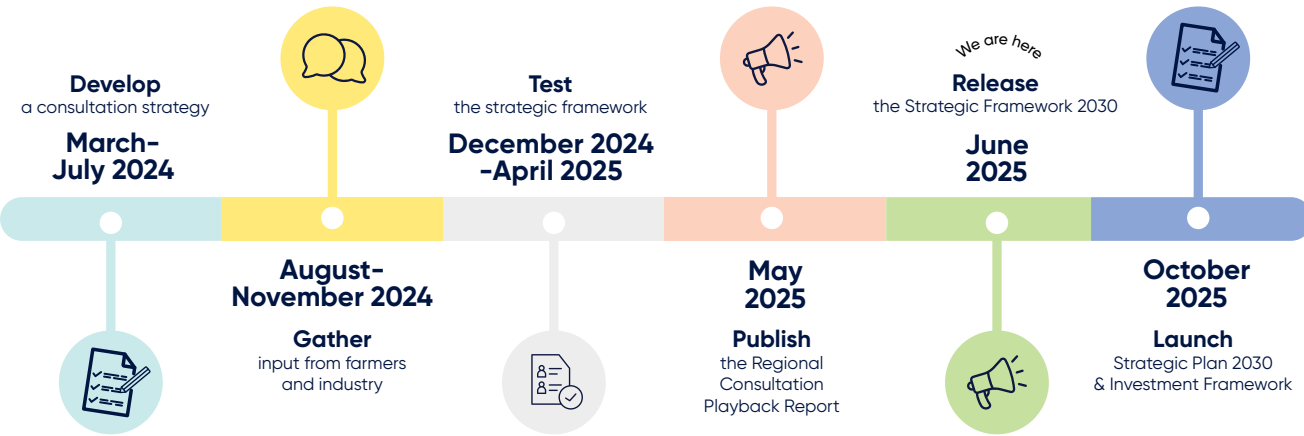 Develop
a consultation strategy
March-
July 2024
August-
November 2024
Gather
input from farmers
and industry
Test
the strategic framework
December 2024
-April 2025
May
2025
Publish
the Regional
Consultation
Playback Report
We are here
Release
the Strategic Framework 2030
June
2025
October
2025
Launch
Strategic Plan 2030
& Investment Framework